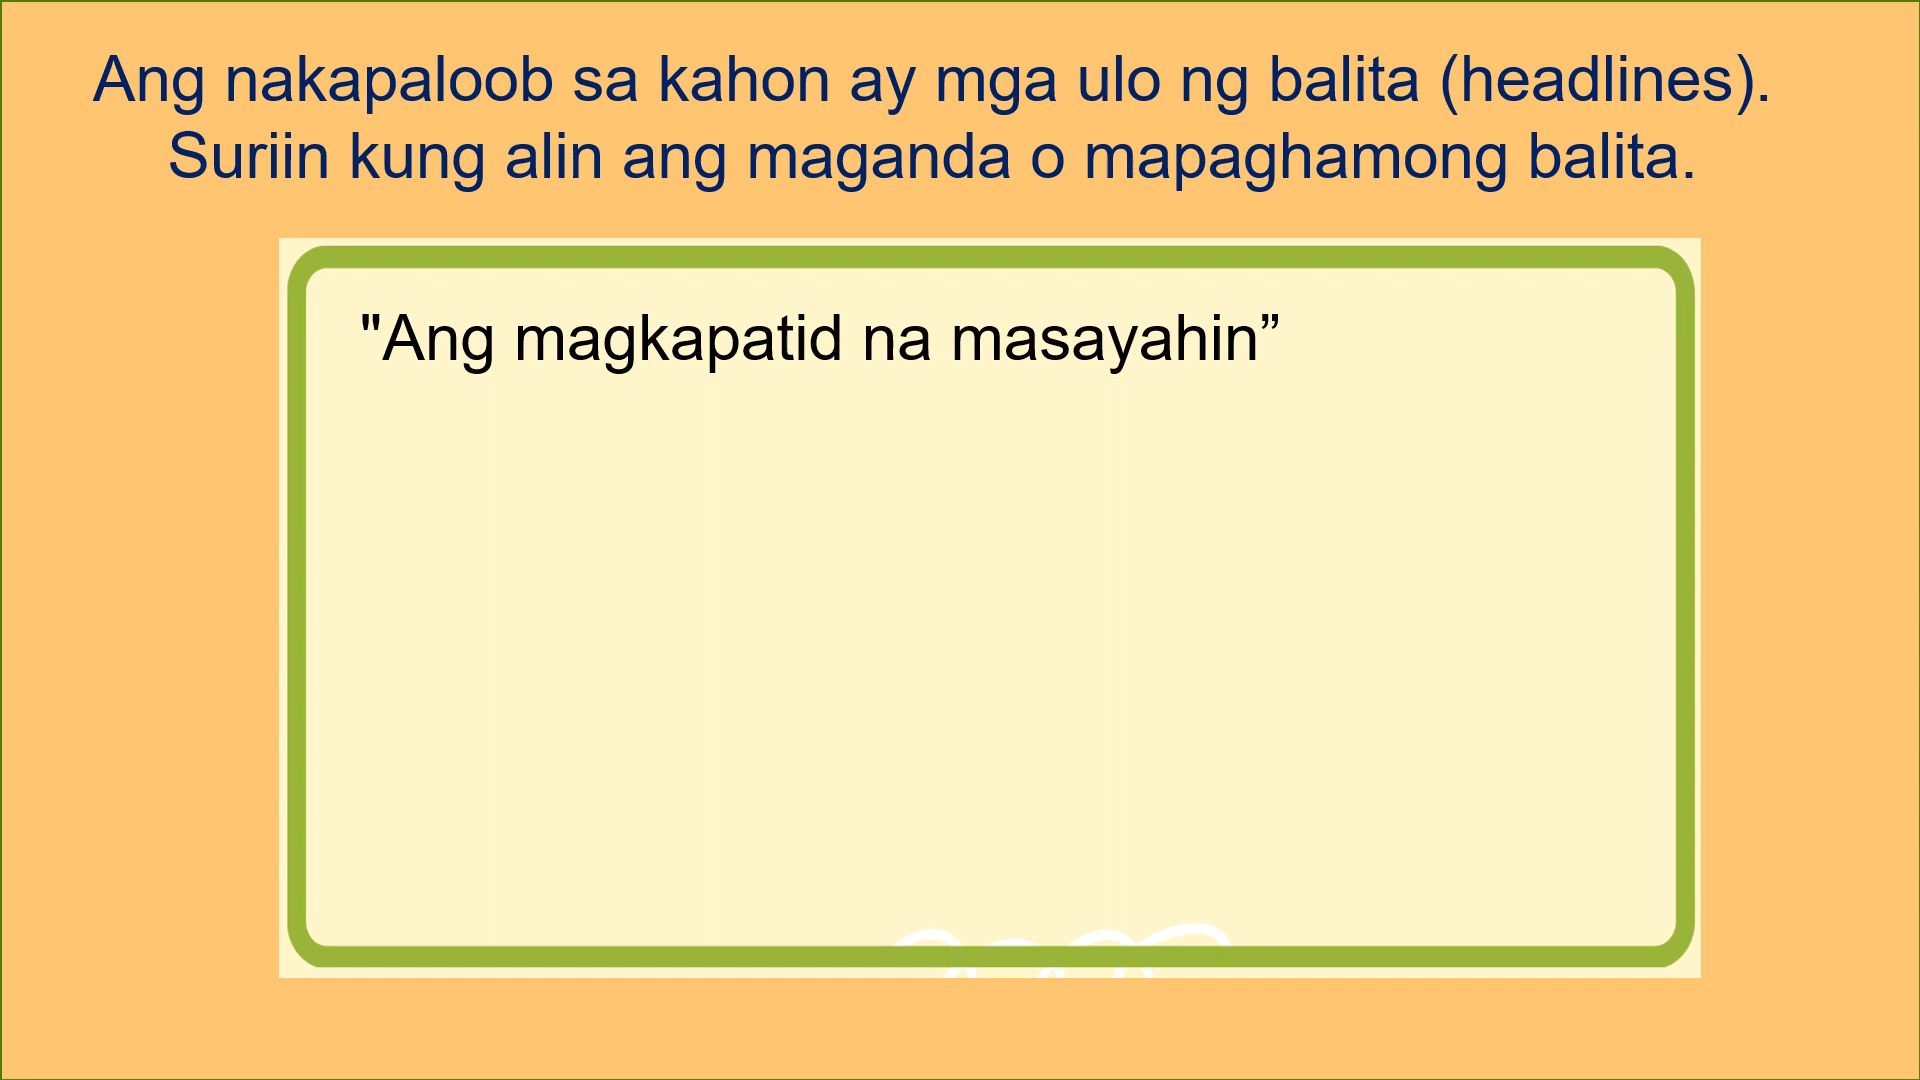 Ang nakapaloob sa kahon ay mga ulo ng balita (headlines).
Suriin kung alin ang maganda o mapaghamong balita.
"Ang magkapatid na masayahin”